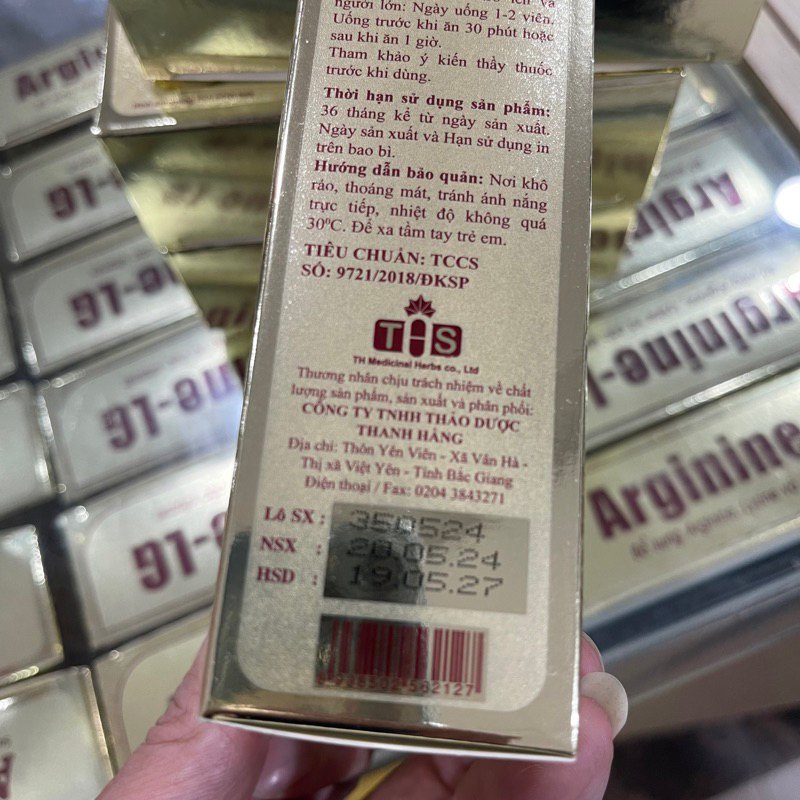 người lớn: Ngày uống 1-2 viên.
Uống trước khi ăn 30 phút hoặc
sau khi ăn 1 giờ.
Tham khảo ý kiến thầy thuốc
trước khi dùng.
Thời hạn sử dụng sản phẩm:
36 tháng kể từ ngày sản xuất.
Ngày sản xuất và Hạn sử dụng in
trên bao bì.
Hướng dẫn bảo quản: Nơi khô
ráo, thoáng mát, tránh ánh nắng
trực tiếp, nhiệt độ không quá
30⁰C. Để xa tầm tay trẻ em.
TIÊU CHUẨN: TCCS
SỐ: 9721/2018/ĐKSP
THS
TH Medicinal Herbs co., Ltd
Thương nhân chịu trách nhiệm về chất
lượng sản phẩm, sản xuất và phân phối:
CÔNG TY TNHH THẢO DƯỢC
THANH HẰNG
Địa chỉ: Thôn Yên Viên - Xã Vân Hà -
Thị xã Việt Yên - Tỉnh Bắc Giang
Điện thoại / Fax: 0204 3843271
Lô SX : 350524
NSX : 20.05.24
HSD : 19.05.27
Arginine
Arginine-
Arginine